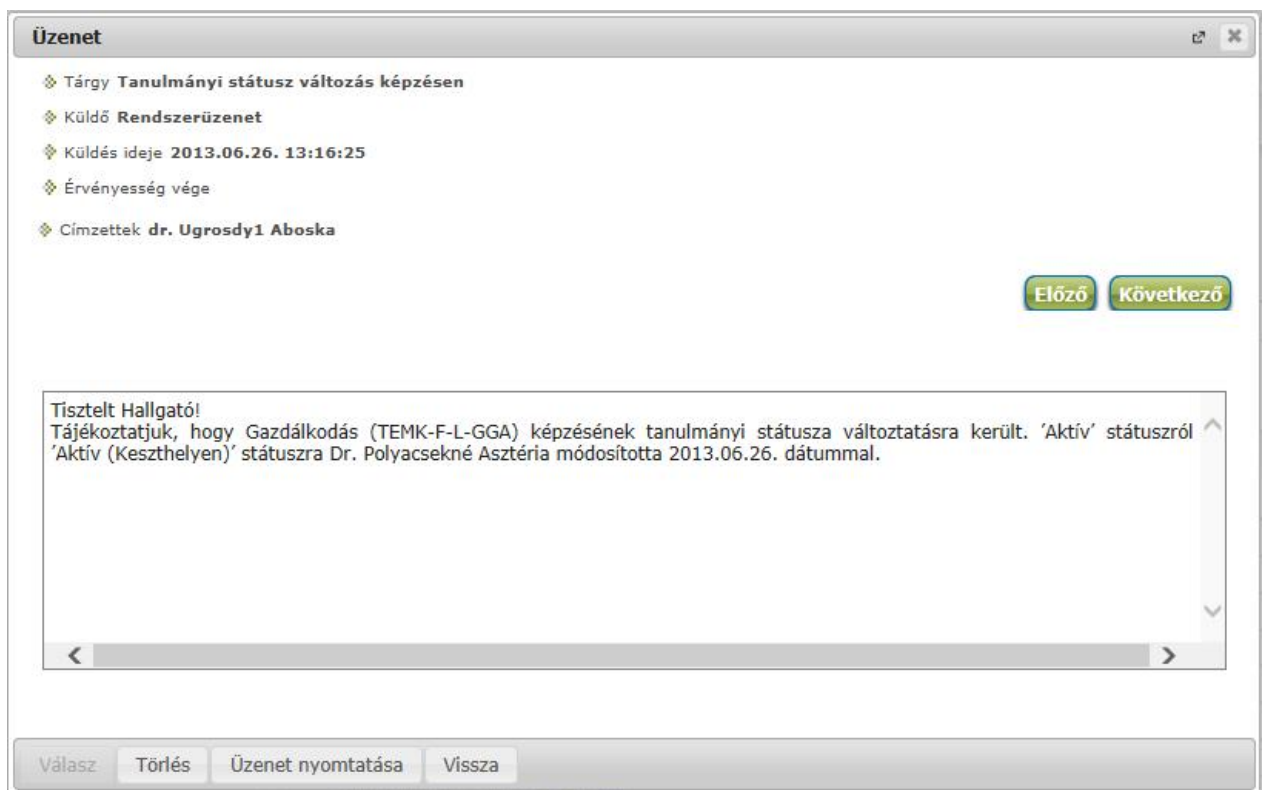 Üzenet
Tárgy Tanulmányi státusz változás képzésen
Küldő Rendszerüzenet
Küldés ideje 2013.06.26. 13:16:25
Érvényesség vége
Címzettek dr. Ugrosdy1 Aboska
Előző Következő
Tisztelt Hallgató!
Tájékoztatjuk, hogy Gazdálkodás (TEMK-F-L-GGA) képzésének tanulmányi státusza változtatásra került. ´Aktív´ státuszról
´Aktív (Keszthelyen)´ státuszra Dr. Polyacsekné Asztéria módosította 2013.06.26. dátummal.
Válasz Törlés Üzenet nyomtatása Vissza